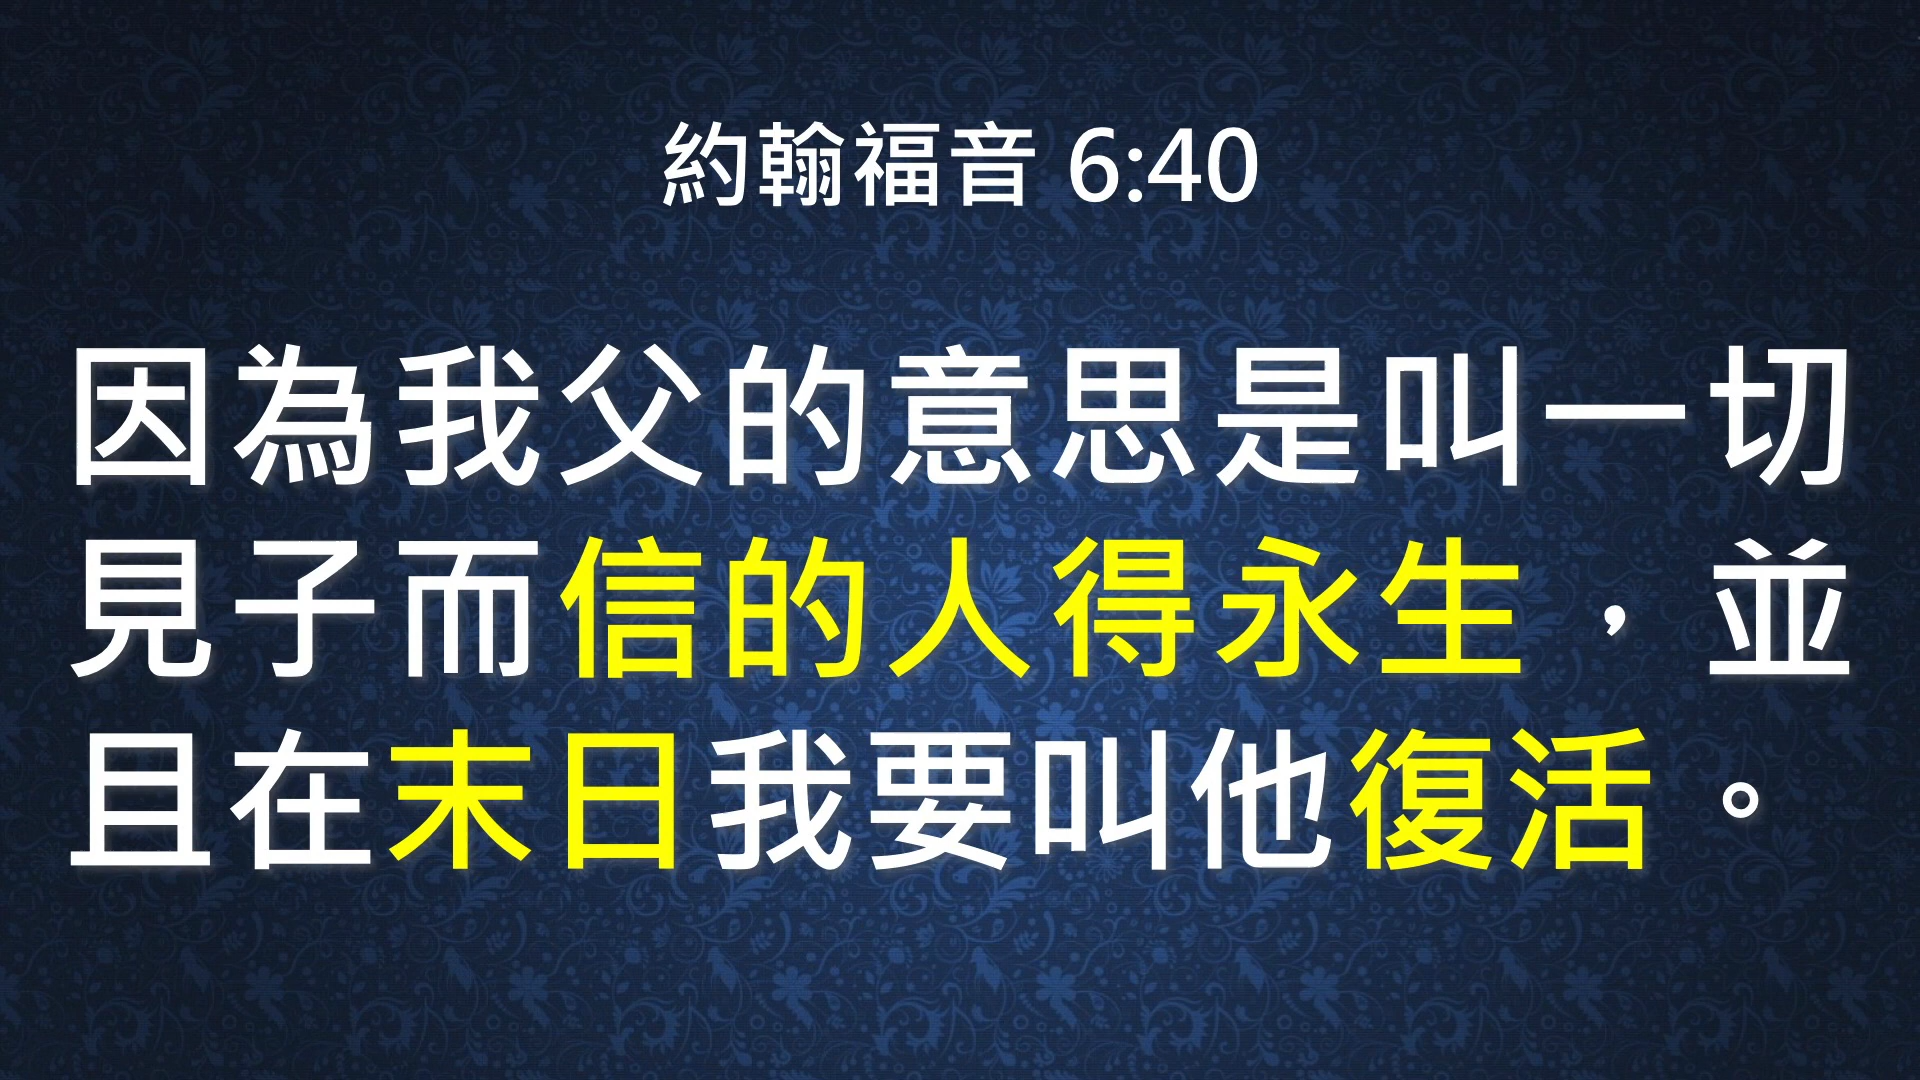 約翰福音 6:40
因為我父的意思是叫一切
見子而信的人得永生，並
且在末日我要叫他復活。